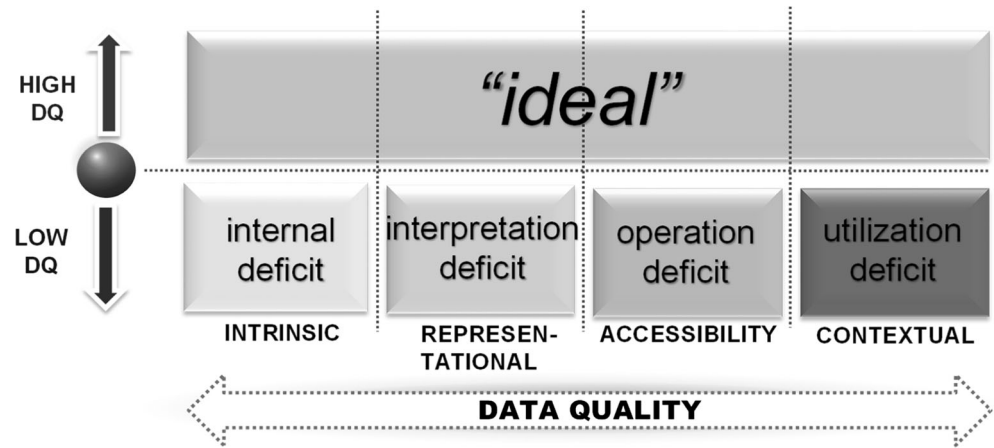 HIGH
DQ
“ideal”
LOW
DQ
internal
deficit
interpretation
deficit
operation
deficit
utilization
deficit
INTRINSIC
REPRESEN-
TATIONAL
ACCESSIBILITY
CONTEXTUAL
DATA QUALITY